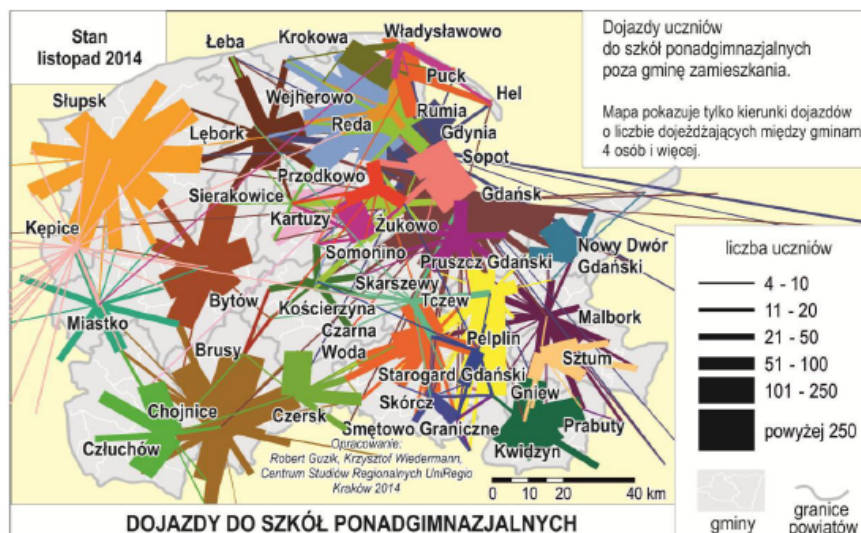 Stan
listopad 2014
Dojazdy uczniów
do szkół ponadgimnazjalnych
poza gminę zamieszkania.
Mapa pokazuje tylko kierunki dojazdów
o liczbie dojeżdżających między gminam
4 osób i więcej.
Łeba
Krokowa
Władysławowo
Puck
Hel
Słupsk
Wejherowo
Rumia
Lębork
Reda
Gdynia
Sopot
Przodkowo
Sierakowice
Gdańsk
Kępice
Kartuzy
Żukowo
Somonino
Pruszcz Gdański
Nowy Dwór
Gdański
Skarszewy
Bytów
Kościerzyna
Tczew
Malbork
Miastko
Czarna
Woda
Brusy
Pelplin
Sztum
Starogard Gdański
Gniew
Chojnice
Czersk
Skórcz
Prabuty
Człuchów
Smętowo Graniczne
Kwidzyn
Opracowanie:
Robert Guzik, Krzysztof Wiedermann,
Centrum Studiów Regionalnych UniRegio
Kraków 2014
0 10 20 40 km
DOJAZDY DO SZKÓŁ PONADGIMNAZJALNYCH
liczba uczniów
4 - 10
11 - 20
21 - 50
51 - 100
101 - 250
powyżej 250
gminy
granice
powiatów